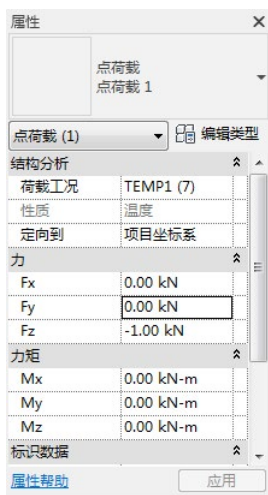 属性
点荷载
点荷载 1
点荷载 (1)
编辑类型
结构分析
荷载工况 TEMP1 (7)
性质 温度
定向到 项目坐标系
力
Fx 0.00 kN
Fy 0.00 kN
Fz -1.00 kN
力矩
Mx 0.00 kN-m
My 0.00 kN-m
Mz 0.00 kN-m
标识数据
属性帮助 应用